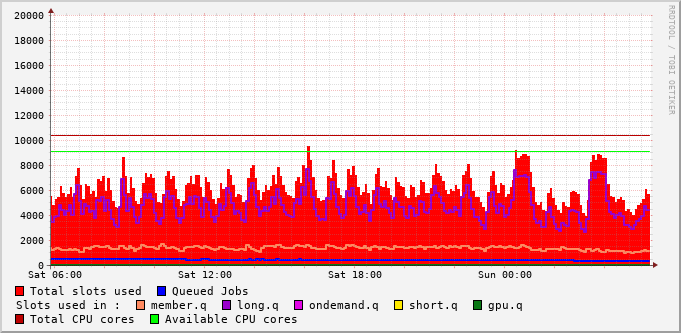 20000
18000
16000
14000
12000
10000
8000
6000
4000
2000
0
Sat 06:00 Sat 12:00 Sat 18:00 Sun 00:00
RRDTOOL / TOBI OETIKER
Total slots used Queued Jobs
Slots used in : member.q long.q ondemand.q short.q gpu.q
Total CPU cores Available CPU cores